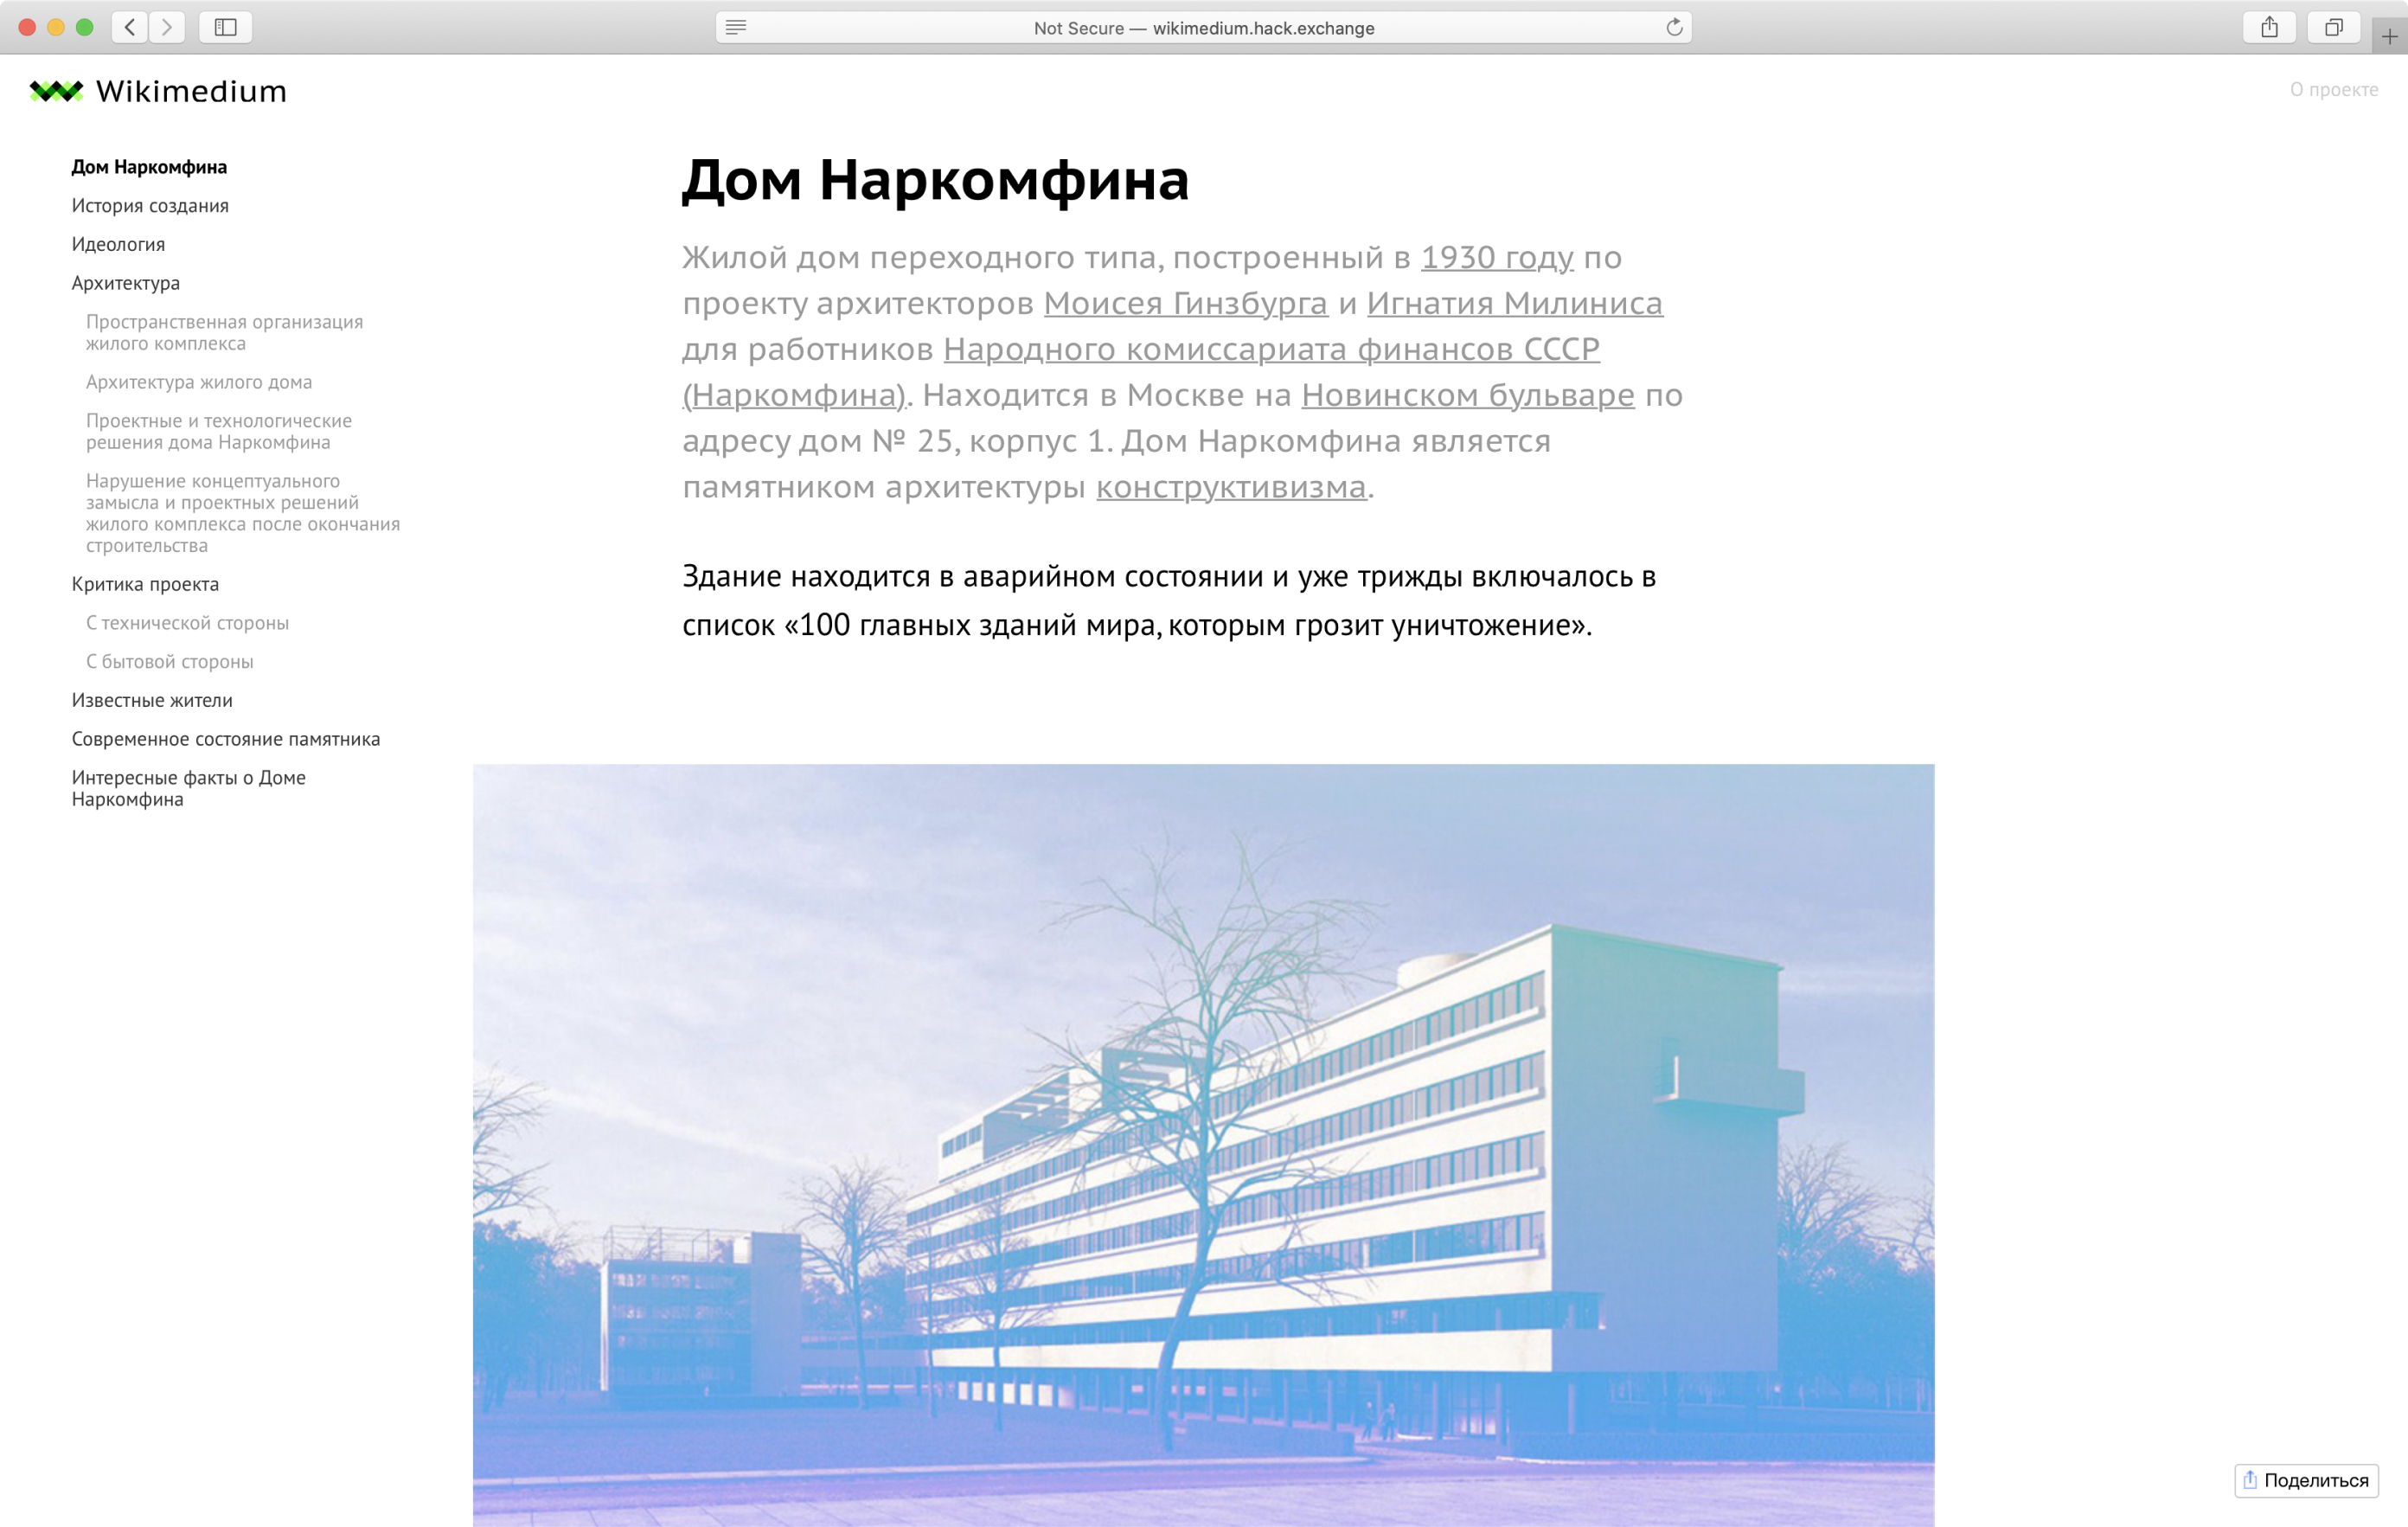 Not Secure — wikimedium.hack.exchange
Wikimedium
О проекте
Дом Наркомфина
История создания
Идеология
Архитектура
Пространственная организация
жилого комплекса
Архитектура жилого дома
Проектные и технологические
решения дома Наркомфина
Нарушение концептуального
замысла и проектных решений
жилого комплекса после окончания
строительства
Критика проекта
С технической стороны
С бытовой стороны
Известные жители
Современное состояние памятника
Интересные факты о Доме
Наркомфина
Дом Наркомфина
Жилой дом переходного типа, построенный в 1930 году по
проекту архитекторов Моисея Гинзбурга и Игнатия Милиниса
для работников Народного комиссариата финансов СССР
(Наркомфина). Находится в Москве на Новинском бульваре по
адресу дом № 25, корпус 1. Дом Наркомфина является
памятником архитектуры конструктивизма.
Здание находится в аварийном состоянии и уже трижды включалось в
список «100 главных зданий мира, которым грозит уничтожение».
Поделиться